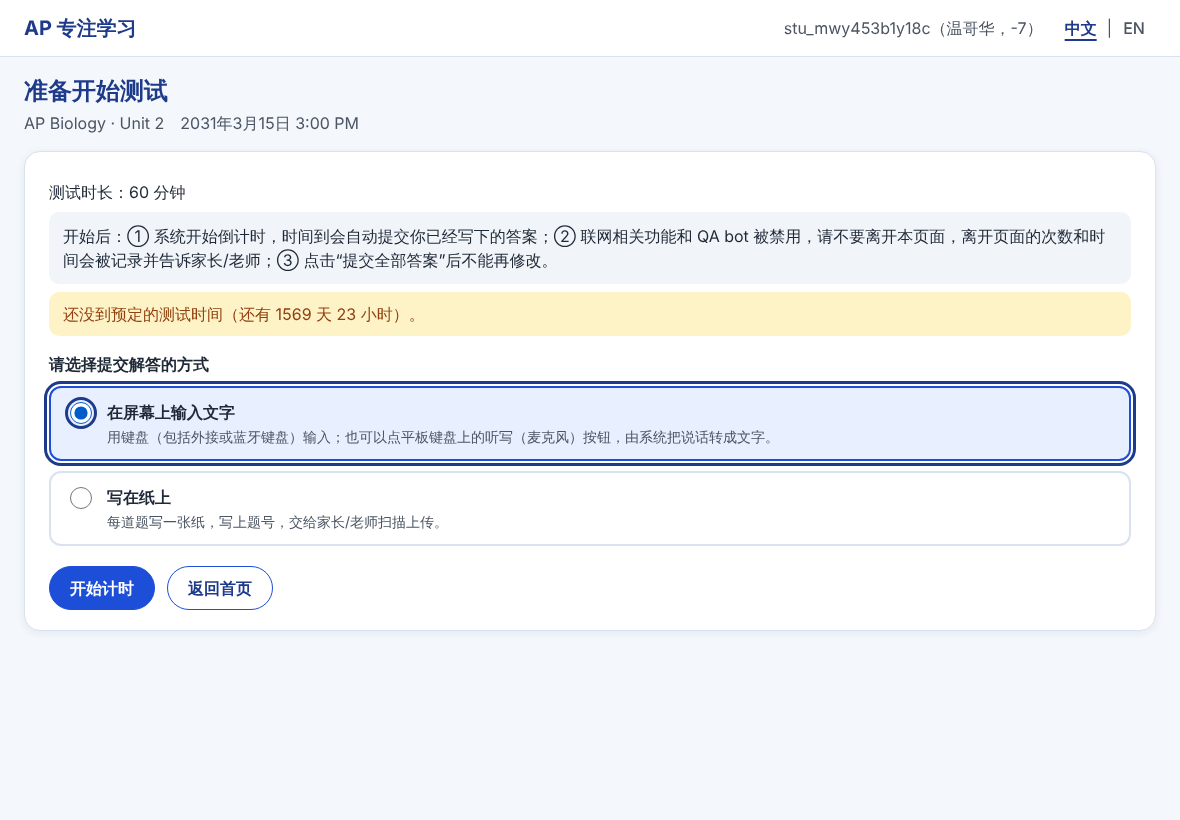 AP 专注学习
stu_mwy453b1y18c（温哥华，-7）
中文 | EN
准备开始测试
AP Biology · Unit 2 2031年3月15日 3:00 PM
测试时长：60 分钟
开始后：① 系统开始倒计时，时间到会自动提交你已经写下的答案；② 联网相关功能和 QA bot 被禁用，请不要离开本页面，离开页面的次数和时
间会被记录并告诉家长/老师；③ 点击“提交全部答案”后不能再修改。
还没到预定的测试时间（还有 1569 天 23 小时）。
请选择提交解答的方式
在屏幕上输入文字
用键盘（包括外接或蓝牙键盘）输入；也可以点平板键盘上的听写（麦克风）按钮，由系统把说话转成文字。
写在纸上
每道题写一张纸，写上题号，交给家长/老师扫描上传。
开始计时
返回首页